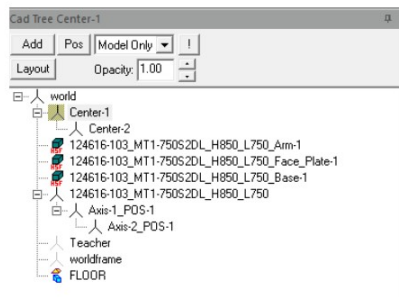 Cad Tree Center-1
Add Pos Model Only !
Layout Opacity: 1.00
world
Center-1
Center-2
124616-103_MT1-750S2DL_H850_L750_Arm-1
124616-103_MT1-750S2DL_H850_L750_Face_Plate-1
124616-103_MT1-750S2DL_H850_L750_Base-1
124616-103_MT1-750S2DL_H850_L750
Axis-1_POS-1
Axis-2_POS-1
Teacher
worldframe
FLOOR